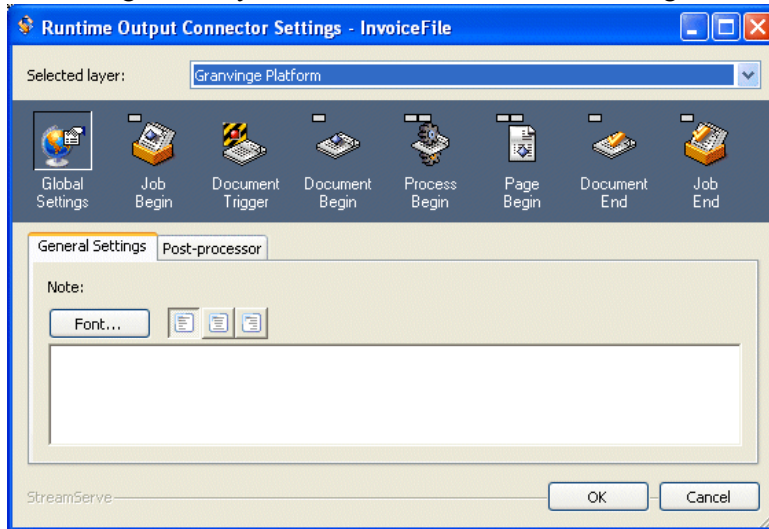 Runtime Output Connector Settings - InvoiceFile
Selected layer: Granvinge Platform
Global Settings
Job Begin
Document Trigger
Document Begin
Process Begin
Page Begin
Document End
Job End
General Settings Post-processor
Note:
Font...
StreamServe
OK Cancel